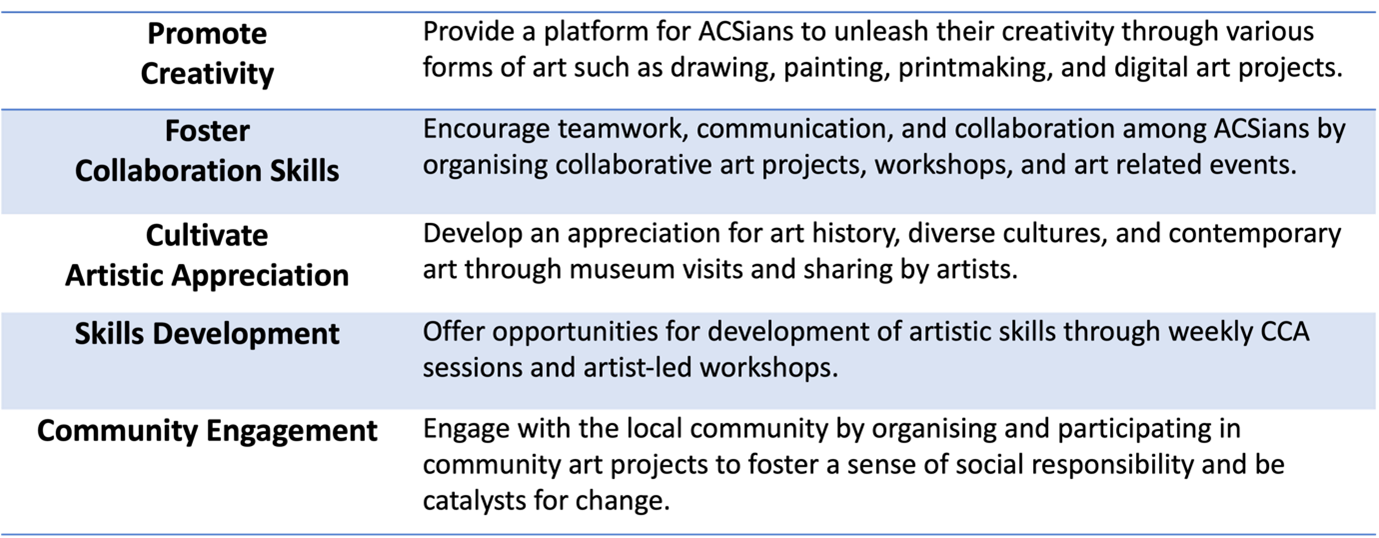 Promote
Creativity
Provide a platform for ACSians to unleash their creativity through various
forms of art such as drawing, painting, printmaking, and digital art projects.
Foster
Collaboration Skills
Encourage teamwork, communication, and collaboration among ACSians by
organising collaborative art projects, workshops, and art related events.
Cultivate
Artistic Appreciation
Develop an appreciation for art history, diverse cultures, and contemporary
art through museum visits and sharing by artists.
Skills Development
Offer opportunities for development of artistic skills through weekly CCA
sessions and artist-led workshops.
Community Engagement
Engage with the local community by organising and participating in
community art projects to foster a sense of social responsibility and be
catalysts for change.